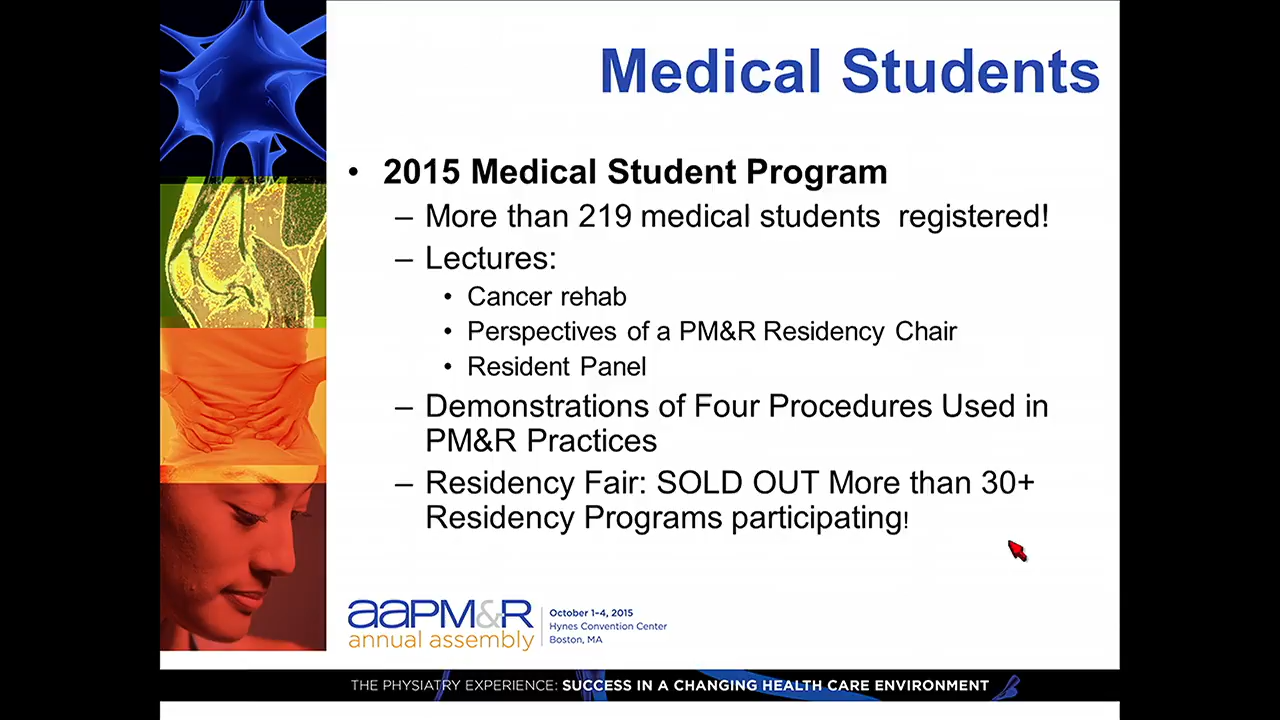 Medical Students
• 2015 Medical Student Program
– More than 219 medical students registered!
– Lectures:
• Cancer rehab
• Perspectives of a PM&R Residency Chair
• Resident Panel
– Demonstrations of Four Procedures Used in
PM&R Practices
– Residency Fair: SOLD OUT More than 30+
Residency Programs participating!
aaPM&R
annual assembly
October 1-4, 2015
Hynes Convention Center
Boston, MA
THE PHYSIATRY EXPERIENCE: SUCCESS IN A CHANGING HEALTH CARE ENVIRONMENT